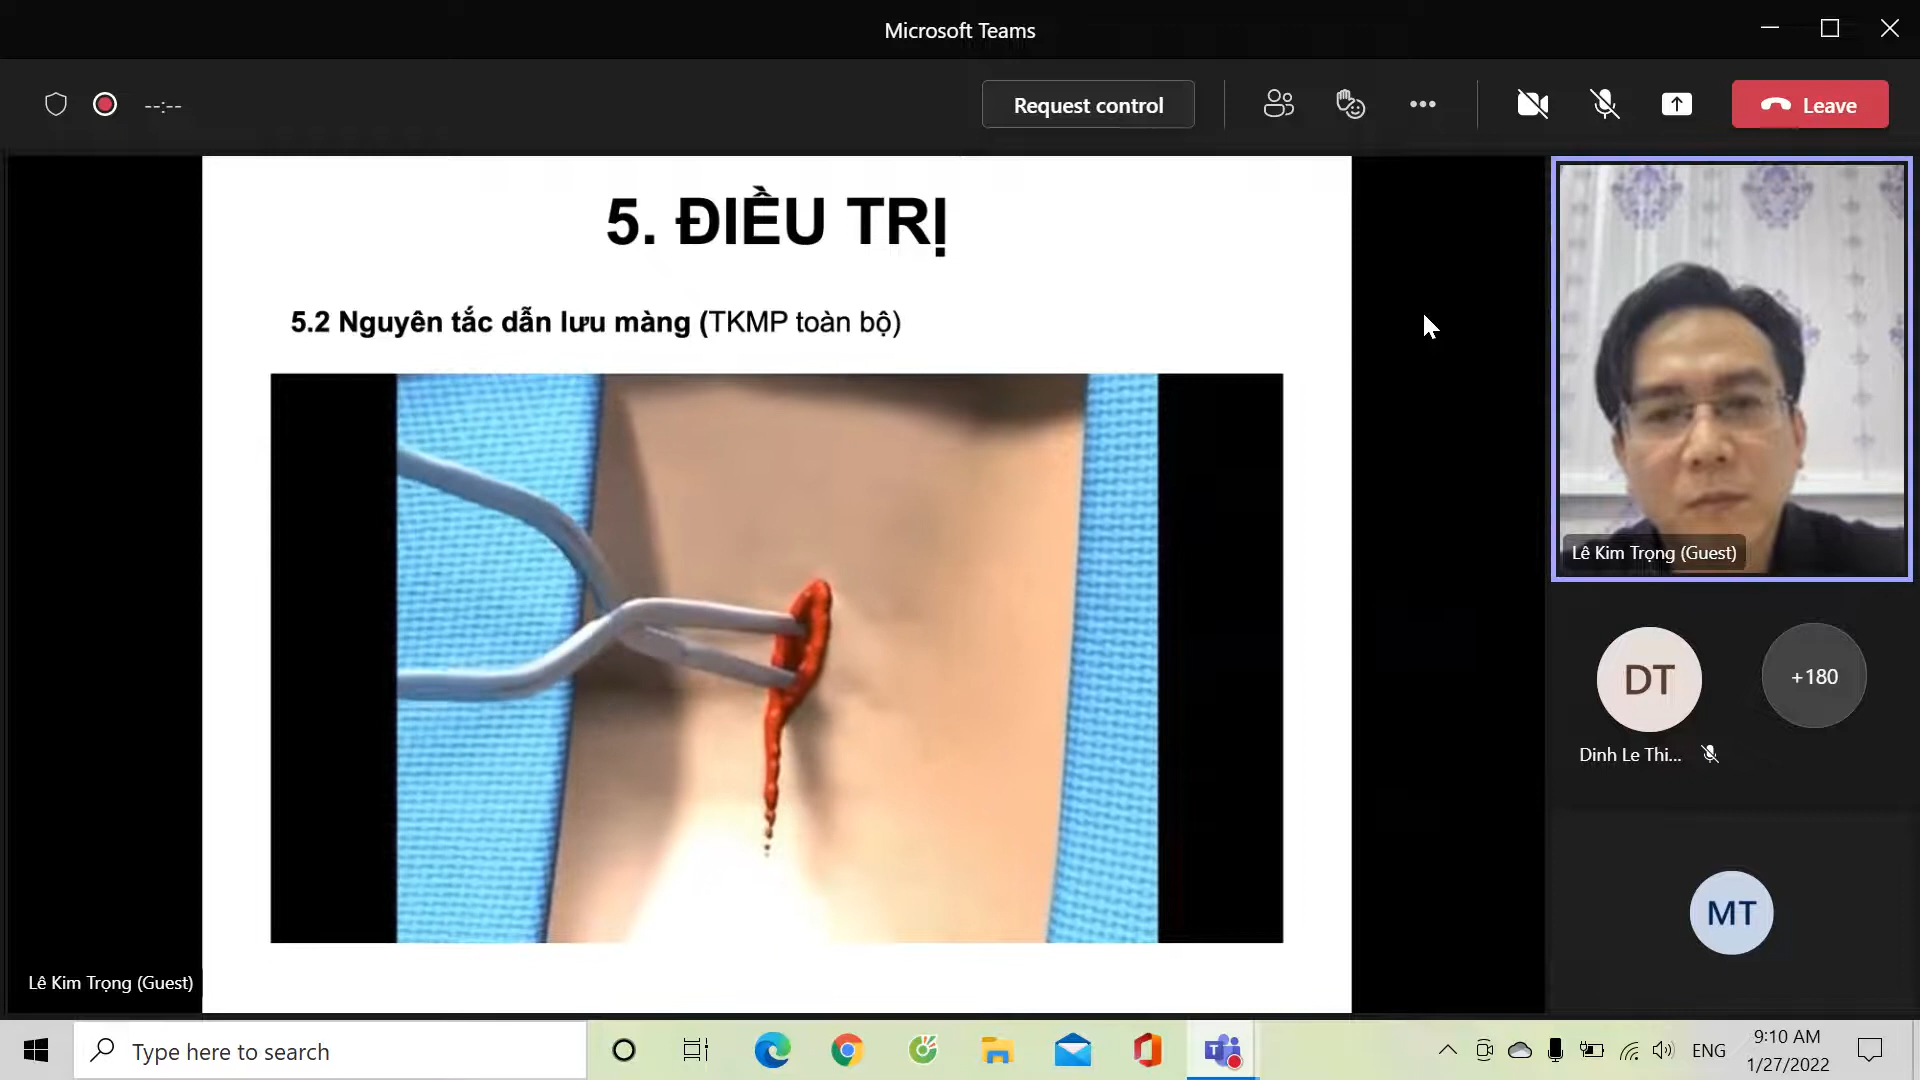 Microsoft Teams
--:--
Request control
Leave
5. ĐIỀU TRỊ
5.2 Nguyên tắc dẫn lưu màng (TKMP toàn bộ)
Lê Kim Trọng (Guest)
Lê Kim Trọng (Guest)
DT
+180
Dinh Le Thi...
MT
Type here to search
T
ENG
9:10 AM
1/27/2022